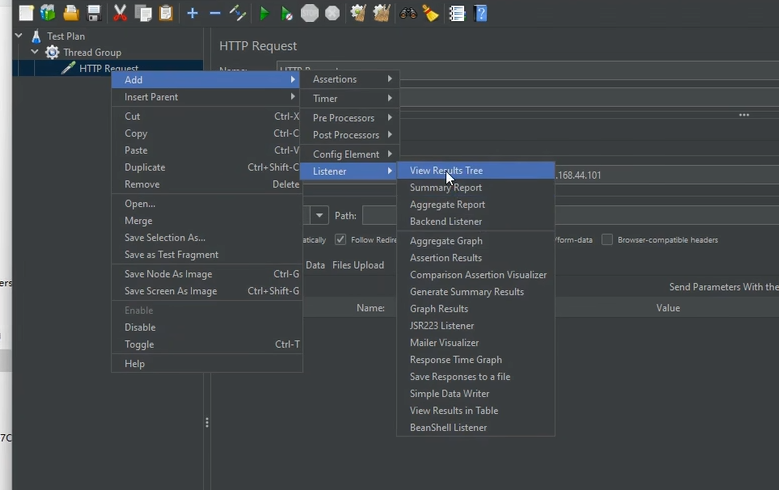 Test Plan
Thread Group
HTTP Request
HTTP Request
Add
Insert Parent
Cut Ctrl-X
Copy Ctrl-C
Paste Ctrl-V
Duplicate Ctrl+Shift-C
Remove Delete
Open...
Merge
Save Selection As...
Save as Test Fragment
Save Node As Image Ctrl-G
Save Screen As Image Ctrl+Shift-G
Enable
Disable
Toggle Ctrl-T
Help
Assertions
Timer
Pre Processors
Post Processors
Config Element
Listener
View Results Tree
Summary Report
Aggregate Report
Backend Listener
Aggregate Graph
Assertion Results
Comparison Assertion Visualizer
Generate Summary Results
Graph Results
JSR223 Listener
Mailer Visualizer
Response Time Graph
Save Responses to a file
Simple Data Writer
View Results in Table
BeanShell Listener
.168.44.101
Path:
atically Follow Redire /form-data Browser-compatible headers
Data Files Upload
Send Parameters With the
Name: Value
ers
7C